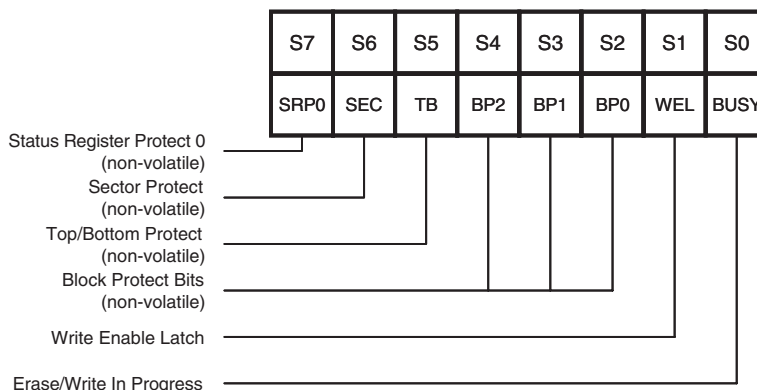 S7 S6 S5 S4 S3 S2 S1 S0
SRP0 SEC TB BP2 BP1 BP0 WEL BUSY
Status Register Protect 0
(non-volatile)
Sector Protect
(non-volatile)
Top/Bottom Protect
(non-volatile)
Block Protect Bits
(non-volatile)
Write Enable Latch
Erase/Write In Progress